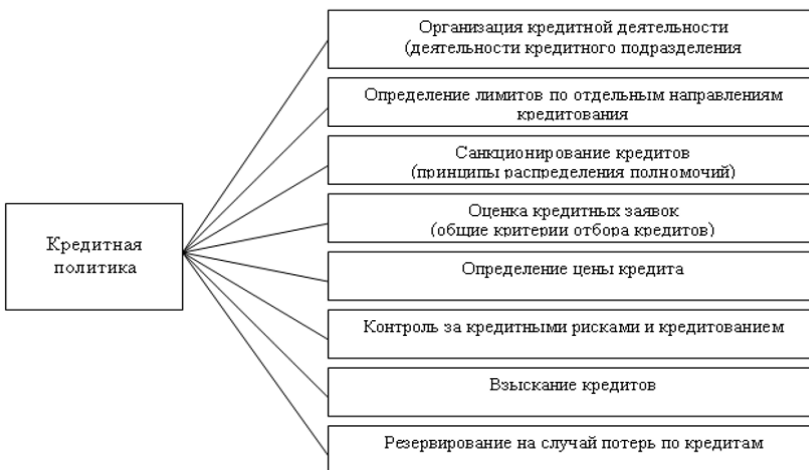 Кредитная
политика
Организация кредитной деятельности
(деятельности кредитного подразделения
Определение лимитов по отдельным направлениям
кредитования
Санкционирование кредитов
(принципы распределения полномочий)
Оценка кредитных заявок
(общие критерии отбора кредитов)
Определение цены кредита
Контроль за кредитными рисками и кредитованием
Взыскание кредитов
Резервирование на случай потерь по кредитам